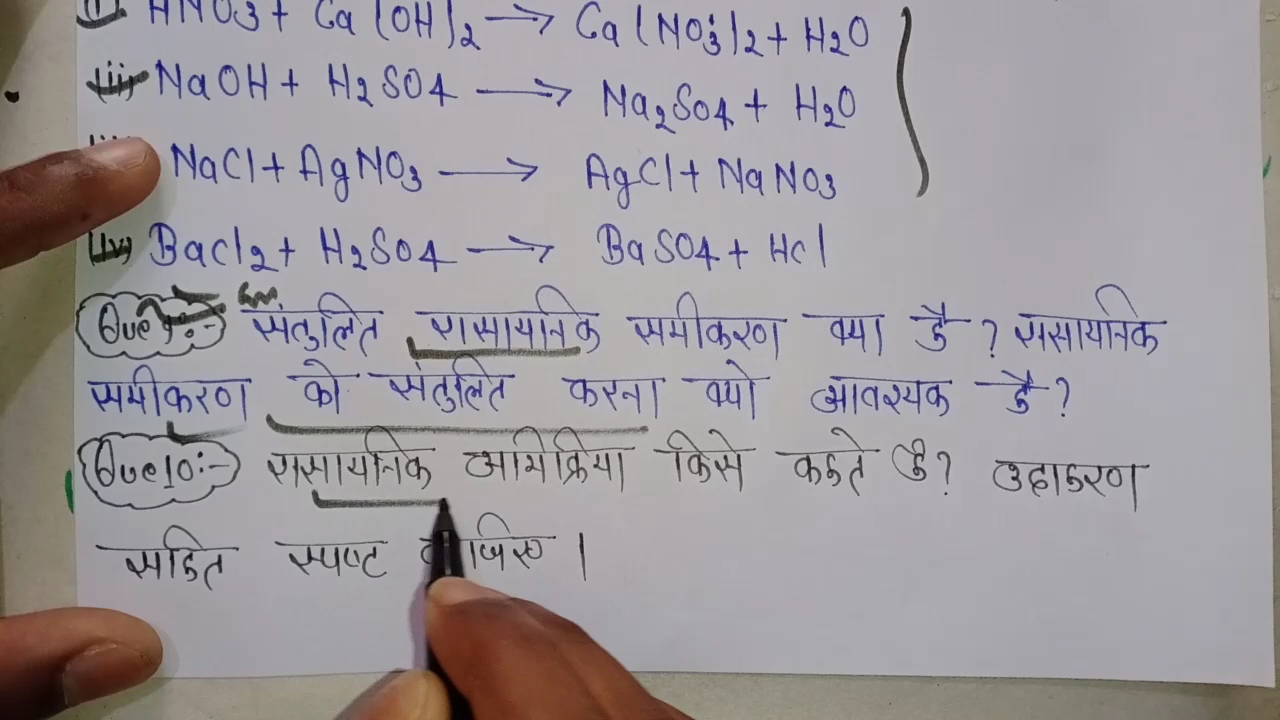 (i) HNO3 + Ca(OH)2 → Ca(NO3)2 + H2O
(ii) NaOH + H2SO4 → Na2SO4 + H2O
NaCl + AgNO3 → AgCl + NaNO3
(iv) BaCl2 + H2SO4 → BaSO4 + HCl
Que 9:- संतुलित रासायनिक समीकरण क्या है? रासायनिक
समीकरण को संतुलित करना क्यो आवश्यक है?
Que10:- रासायनिक अभिक्रिया किसे कहते है? उदाहरण
सहित स्पष्ट कीजिए।